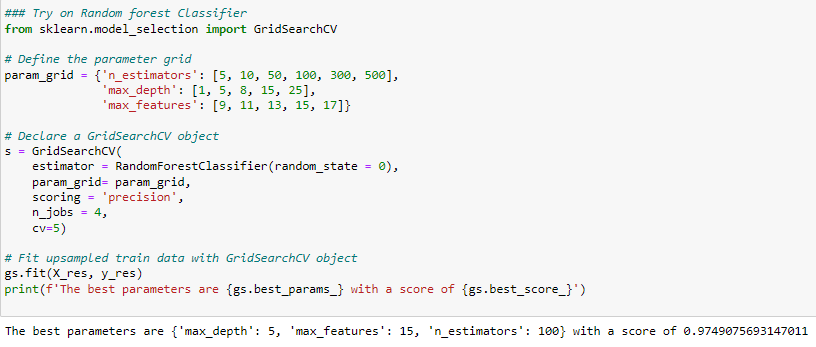 ### Try on Random forest Classifier
from sklearn.model_selection import GridSearchCV
# Define the parameter grid
param_grid = {'n_estimators': [5, 10, 50, 100, 300, 500],
'max_depth': [1, 5, 8, 15, 25],
'max_features': [9, 11, 13, 15, 17]}
# Declare a GridSearchCV object
s = GridSearchCV(
estimator = RandomForestClassifier(random_state = 0),
param_grid= param_grid,
scoring = 'precision',
n_jobs = 4,
cv=5)
# Fit upsampled train data with GridSearchCV object
gs.fit(X_res, y_res)
print(f'The best parameters are {gs.best_params_} with a score of {gs.best_score_}')
The best parameters are {'max_depth': 5, 'max_features': 15, 'n_estimators': 100} with a score of 0.9749075693147011